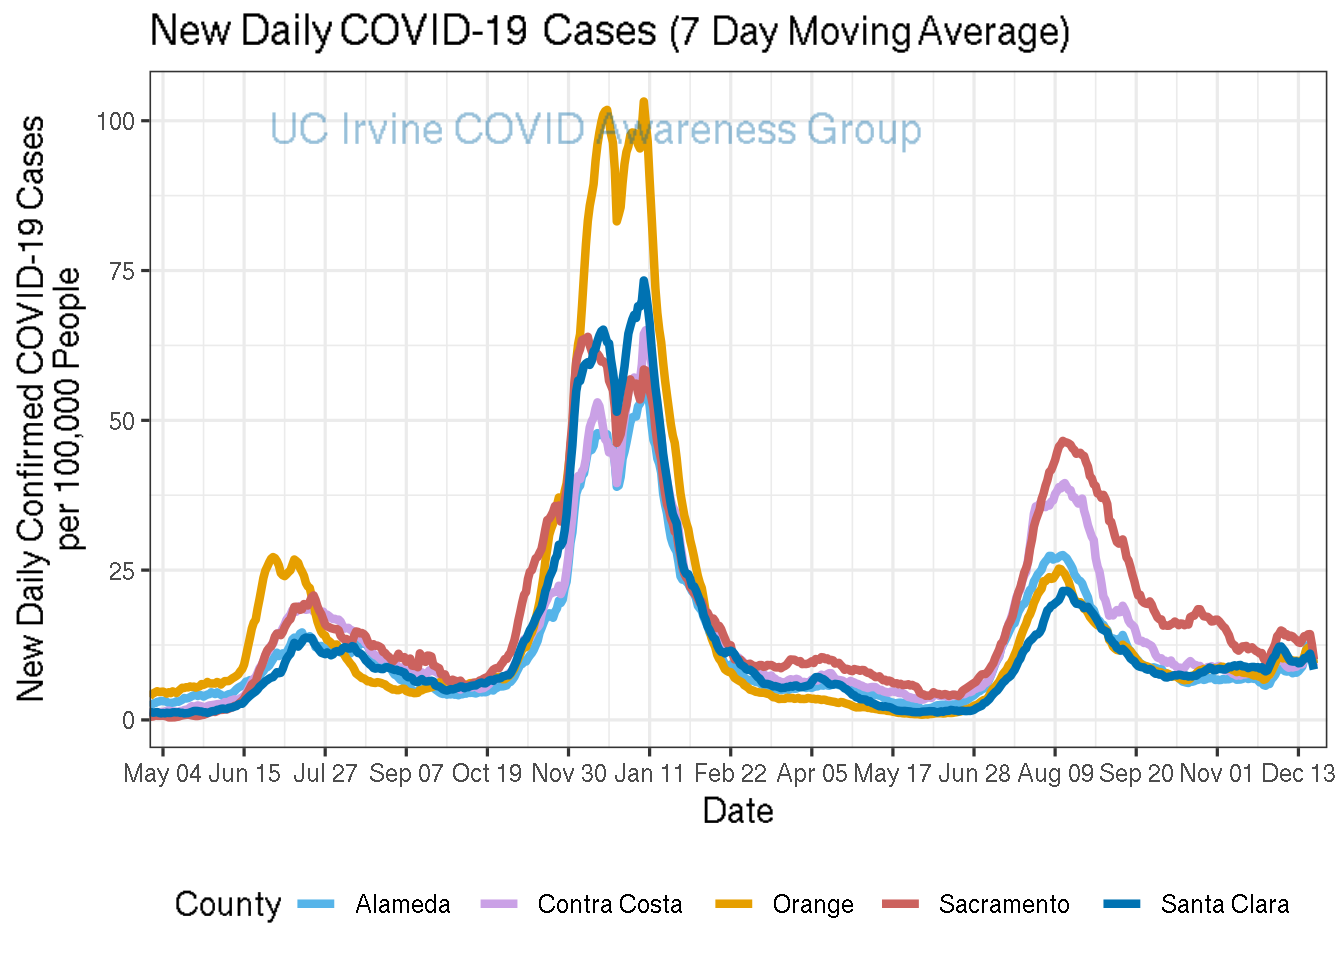 New Daily COVID-19 Cases (7 Day Moving Average)
UC Irvine COVID Awareness Group
New Daily Confirmed COVID-19 Cases
per 100,000 People
100
75
50
25
0
May 04 Jun 15 Jul 27 Sep 07 Oct 19 Nov 30 Jan 11 Feb 22 Apr 05 May 17 Jun 28 Aug 09 Sep 20 Nov 01 Dec 13
Date
County Alameda Contra Costa Orange Sacramento Santa Clara